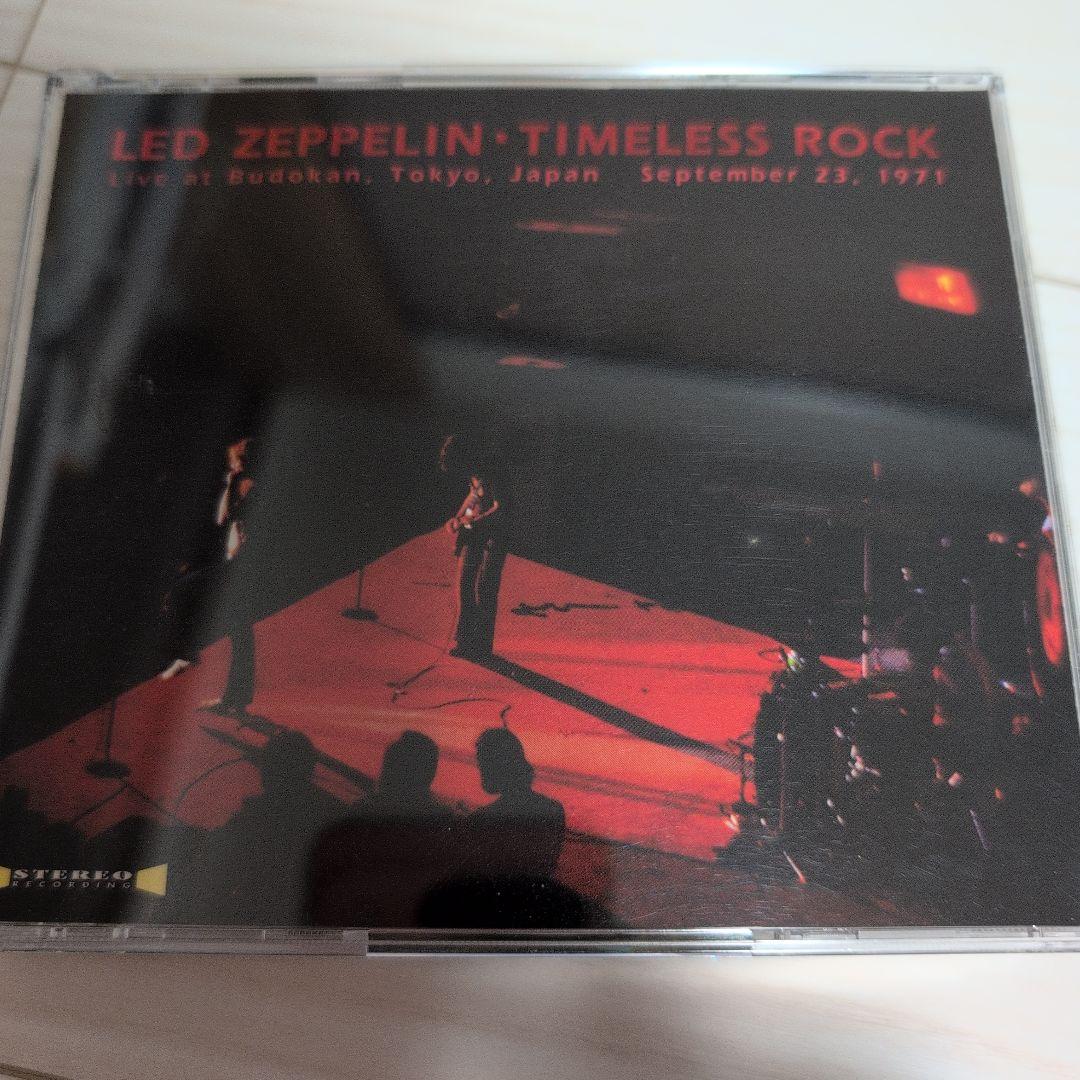 LED ZEPPELIN • TIMELESS ROCK
Live at Budokan, Tokyo, Japan September 23, 1971
STEREO
RECORDING